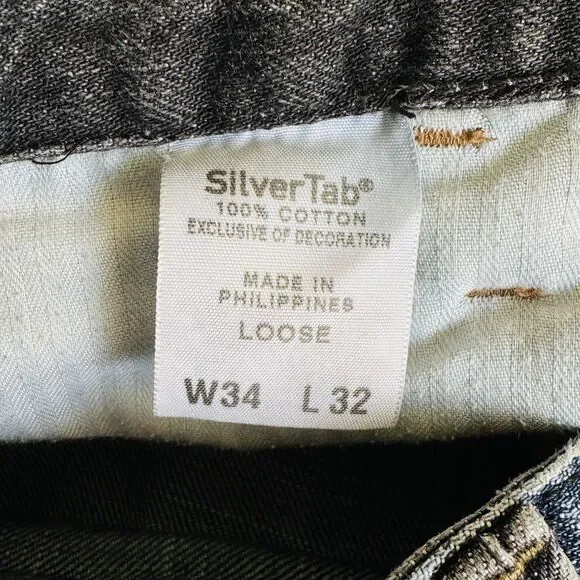 SilverTab®
100% COTTON
EXCLUSIVE OF DECORATION
MADE IN
PHILIPPINES
LOOSE
W34 L 32